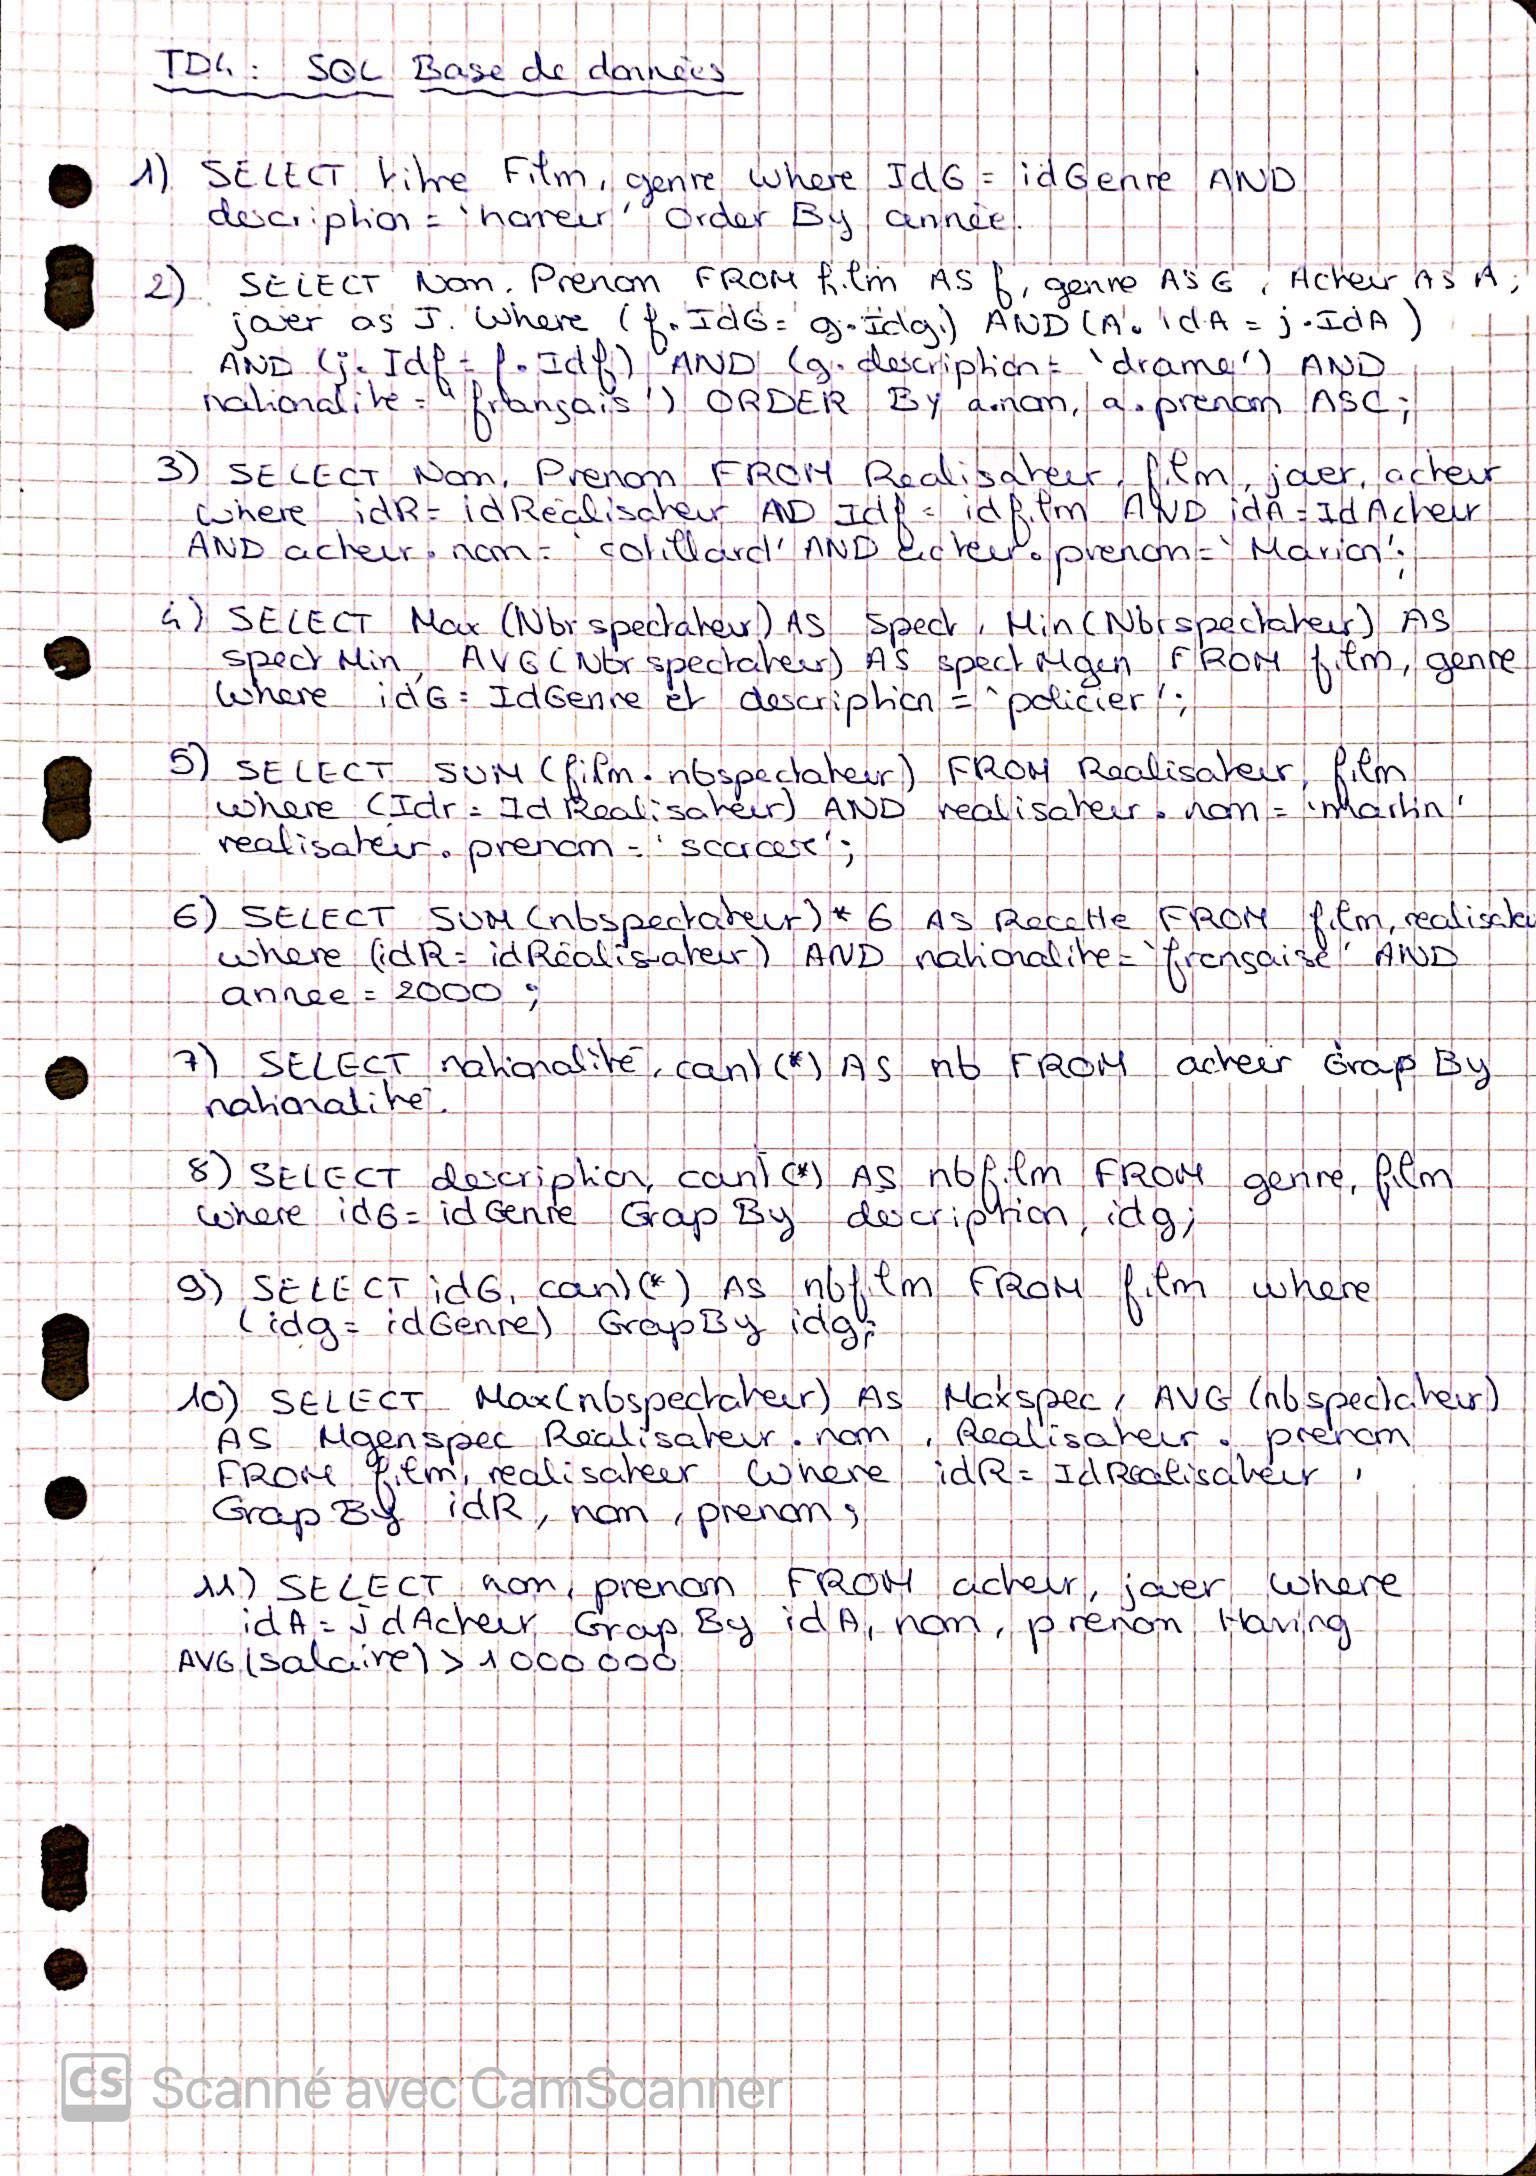 TD4 : SQL Base de données
1) SELECT titre Film, genre where IdG = idGenre AND
description = 'horreur' Order By année.
2) SELECT Nom, Prenom FROM film AS f, genre AS G, Acteur AS A,
jouer as J. Where (f.IdG = g.Idg) AND (A.idA = j.IdA)
AND (j.Idf = f.Idf) AND (g.description = 'drame') AND
nationalite = 'français') ORDER By a.nom, a.prenom ASC;
3) SELECT Nom, Prenom FROM Realisateur, film, jouer, acteur
where idR = idRéalisateur AD Idf = idfilm AND idA = IdActeur
AND acteur.nom = 'cotillard' AND acteur.prenom = 'Marion';
4) SELECT Max (Nbr spectateur) AS Spect, Min (Nbr spectateur) AS
spect Min, AVG (Nbr spectateur) AS spect Mgen FROM film, genre
Where idG = IdGenre et description = 'policier';
5) SELECT SUM (film.nbspectateur) FROM Realisateur, film
where (Idr = Id Realisateur) AND realisateur.nom = 'Martin'
realisateur.prenom = 
6) SELECT SUM (nbspectateur) * 6 AS Recette FROM film, realisateu
where (idR = idRéalisateur) AND nationalite = 'française' AND
annee = 2000 ;
7) SELECT nationalité, count (*) AS nb FROM acteur Group By
nationalité.
8) SELECT description, count (*) AS nbfilm FROM genre, film
where idG = idGenre Group By description, idg;
9) SELECT idG, count (*) AS nbfilm FROM film where
(idg = idGenre) Group By idg;
10) SELECT Max (nbspectateur) AS Maxspec, AVG (nbspectateur)
AS Mgenspec Réalisateur.nom, Realisateur.prenom
FROM film, realisateur Where idR = IdRealisateur,
Group By idR, nom, prenom;
11) SELECT nom, prenom FROM acteur, jouer where
idA = IdActeur Group By idA, nom, prenom Having
AVG (salaire) > 1 000 000
CS Scanné avec CamScanner